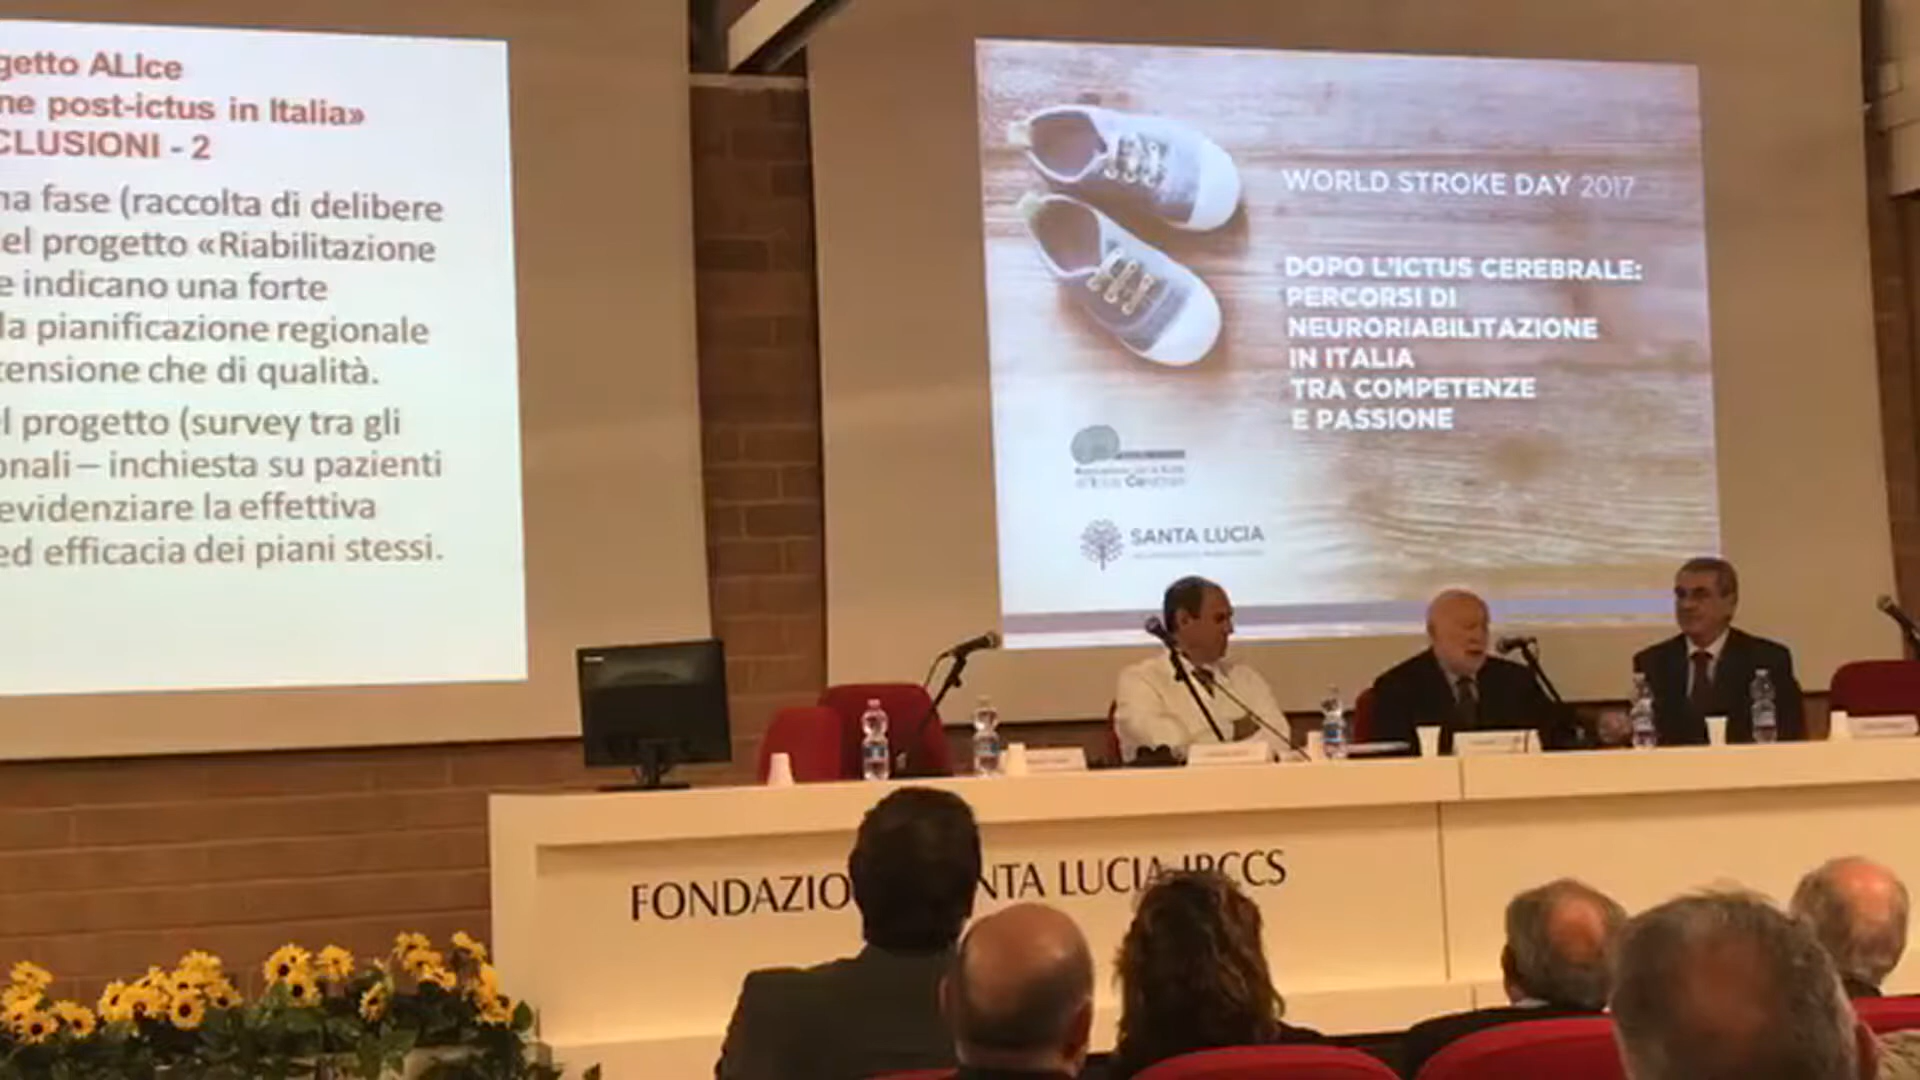 getto ALIce
ne post-ictus in Italia»
CLUSIONI - 2
na fase (raccolta di delibere
el progetto «Riabilitazione
e indicano una forte
la pianificazione regionale
tensione che di qualità.
l progetto (survey tra gli
onali – inchiesta su pazienti
evidenziare la effettiva
ed efficacia dei piani stessi.
WORLD STROKE DAY 2017
DOPO L'ICTUS CEREBRALE:
PERCORSI DI
NEURORIABILITAZIONE
IN ITALIA
TRA COMPETENZE
E PASSIONE
SANTA LUCIA
FONDAZIO NTA LUCIA IRCCS